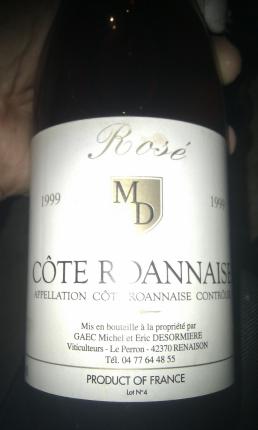 Rosé
1999 MD 1999
CÔTE ROANNAISE
APPELLATION CÔTE ROANNAISE CONTRÔLÉE
Mis en bouteille à la propriété par
GAEC Michel et Eric DESORMIERE
Viticulteurs - Le Perron - 42370 RENAISON
Tél. 04 77 64 48 55
PRODUCT OF FRANCE
Lot N°4